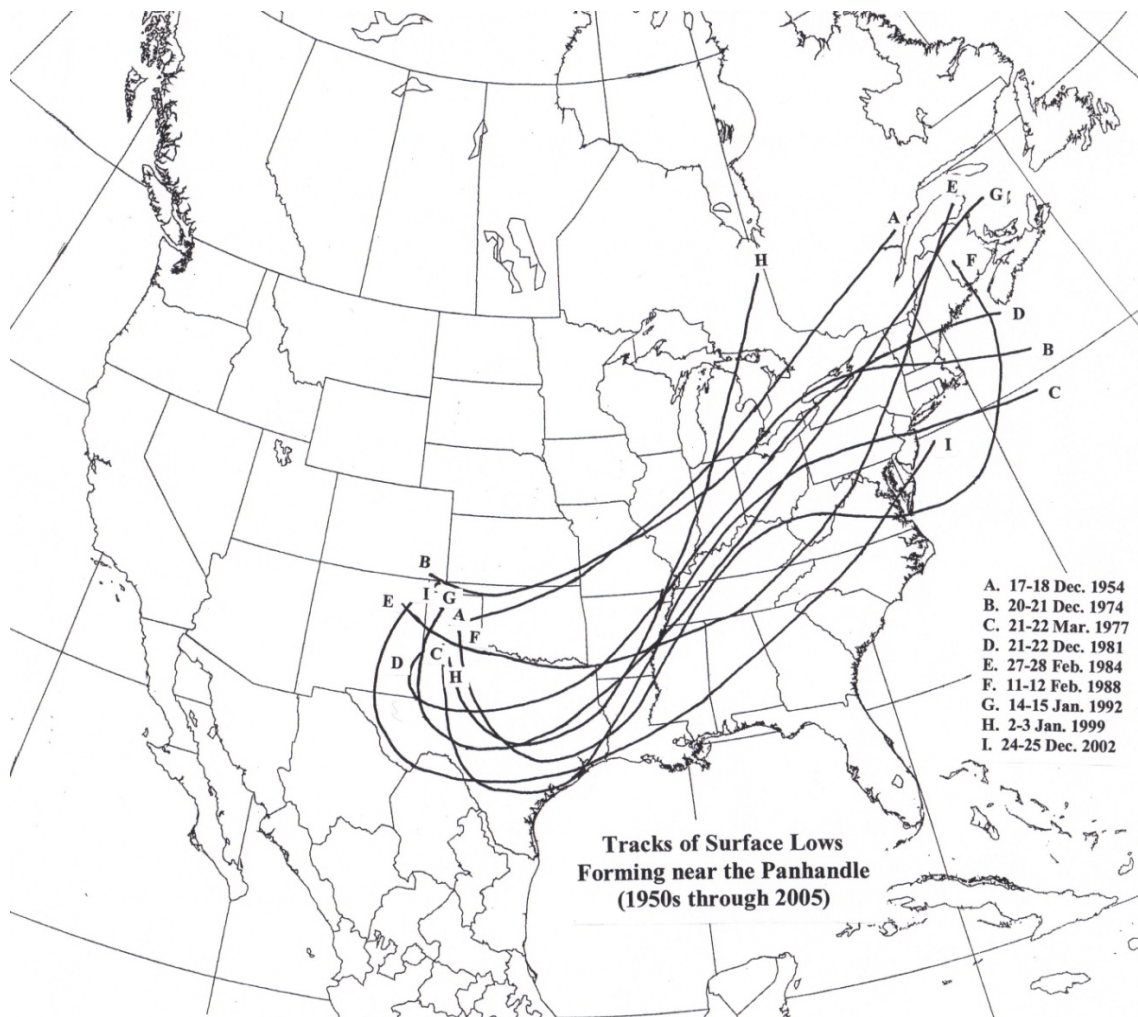 E
G
A
F
H
D
B
C
I
B
I
G
E
A
F
C
D
H
A. 17-18 Dec. 1954
B. 20-21 Dec. 1974
C. 21-22 Mar. 1977
D. 21-22 Dec. 1981
E. 27-28 Feb. 1984
F. 11-12 Feb. 1988
G. 14-15 Jan. 1992
H. 2-3 Jan. 1999
I. 24-25 Dec. 2002
Tracks of Surface Lows
Forming near the Panhandle
(1950s through 2005)